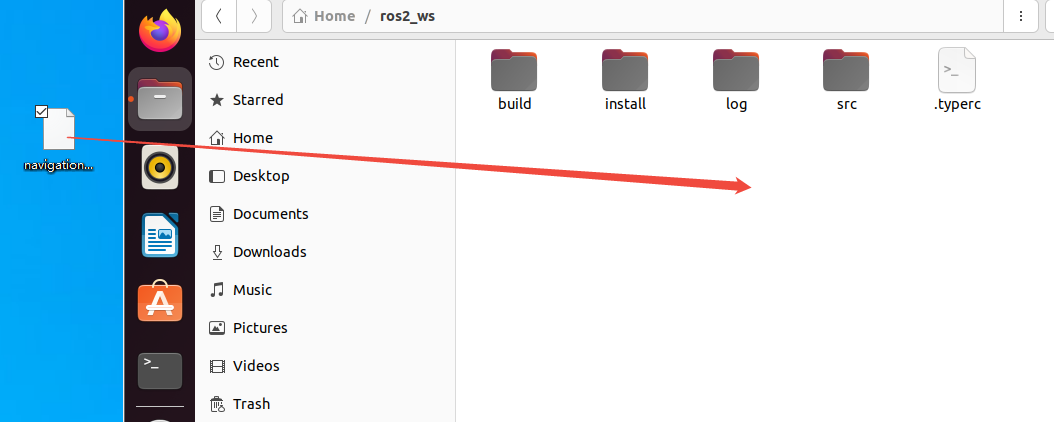 Home / ros2_ws
Recent
Starred
Home
Desktop
Documents
Downloads
Music
Pictures
Videos
Trash
build
install
log
src
.typerc
navigation...